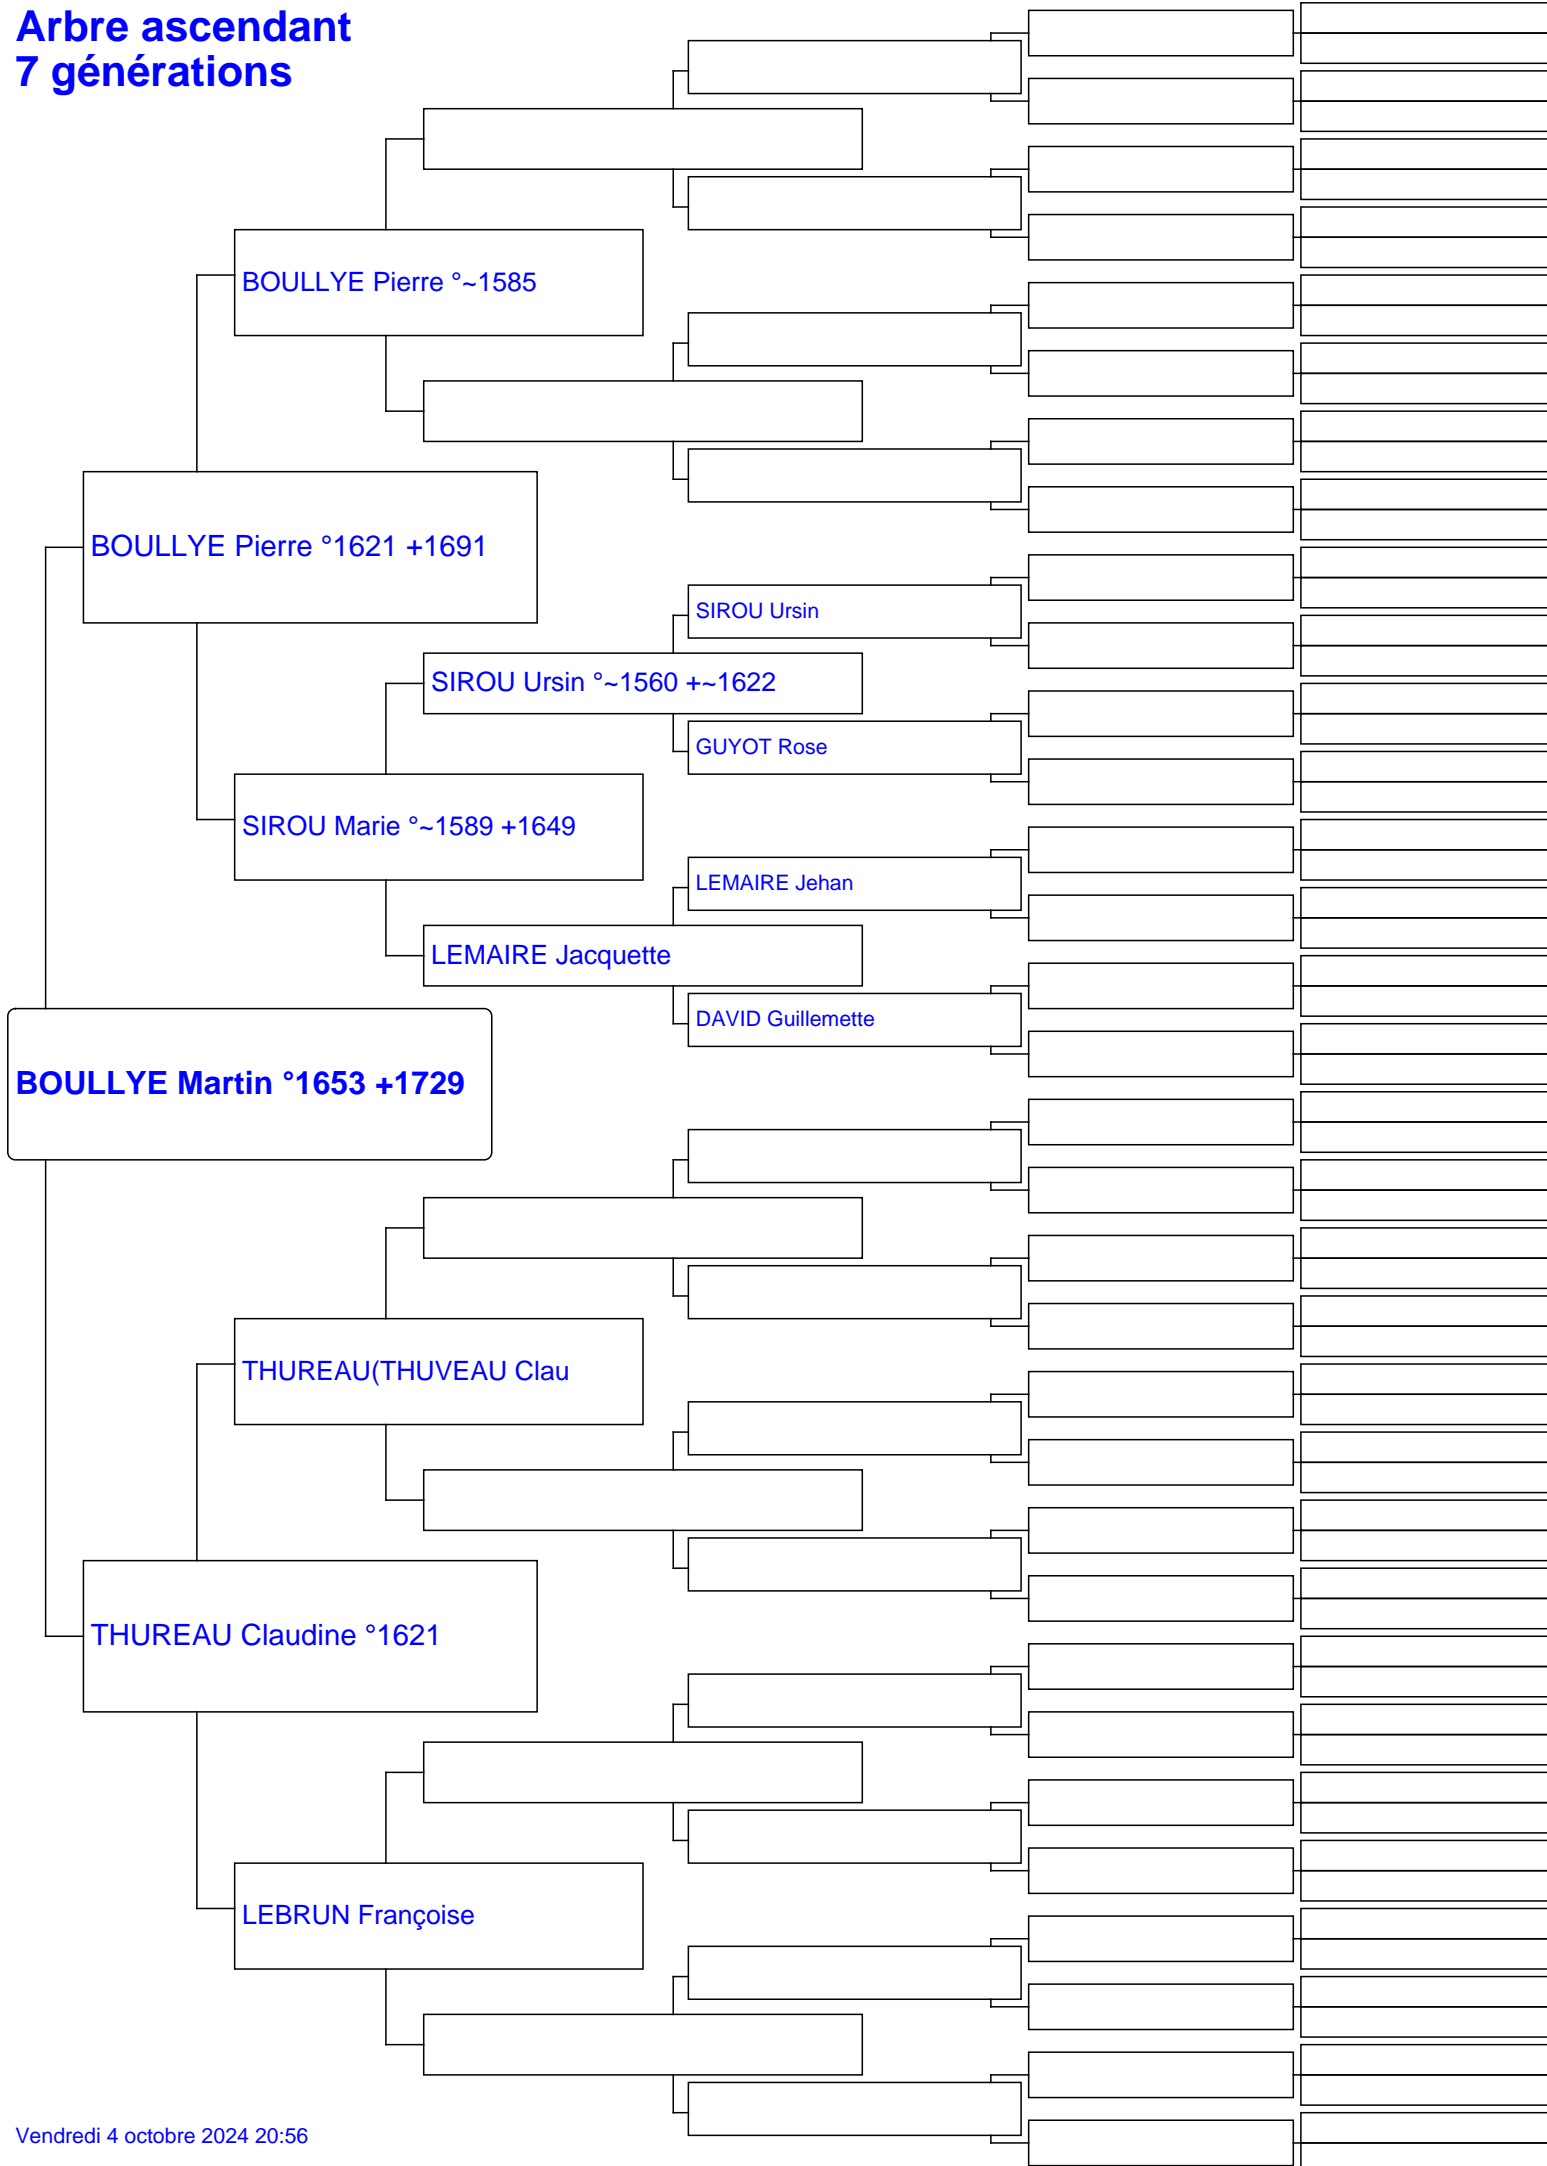 Arbre ascendant
7 générations
BOULLYE Pierre °~1585
BOULLYE Pierre °1621 +1691
SIROU Ursin
SIROU Ursin °~1560 +~1622
GUYOT Rose
SIROU Marie °~1589 +1649
LEMAIRE Jehan
LEMAIRE Jacquette
DAVID Guillemette
BOULLYE Martin °1653 +1729
THUREAU(THUVEAU Clau
THUREAU Claudine °1621
LEBRUN Françoise
Vendredi 4 octobre 2024 20:56